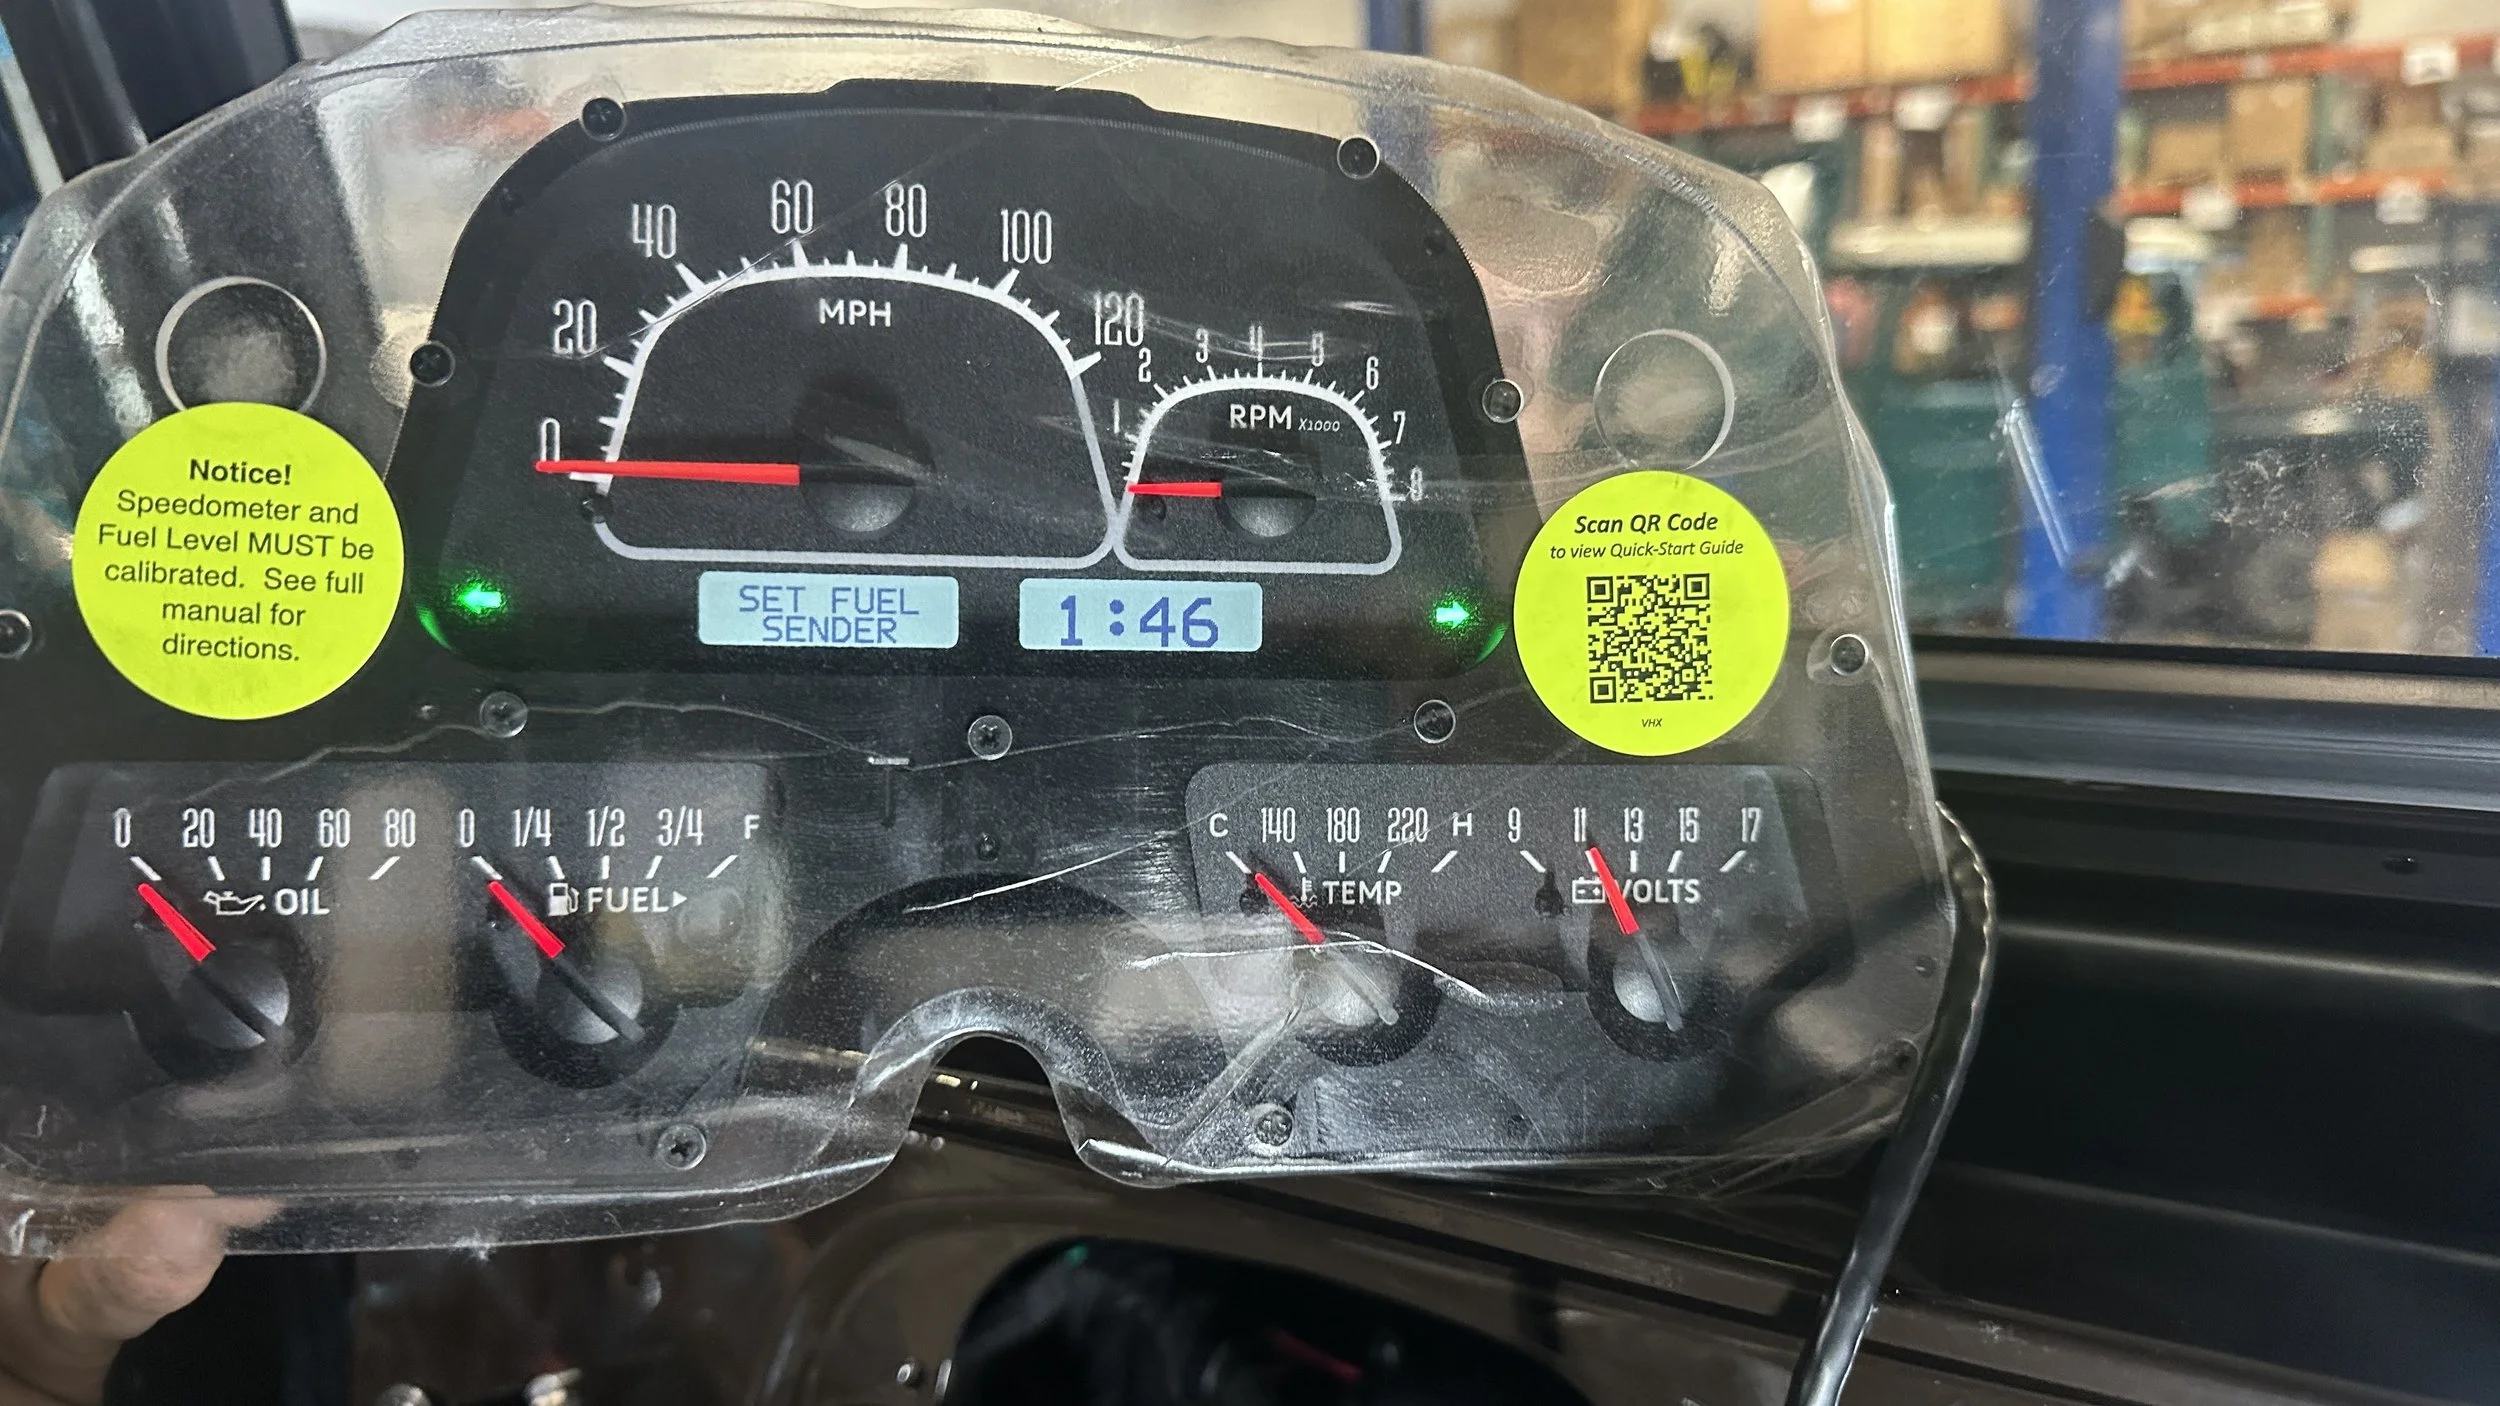 40 60 80 100
20 MPH 120
0
2 3 4 5 6
1 RPM X1000 7
8
Notice!
Speedometer and
Fuel Level MUST be
calibrated. See full
manual for
directions.
SET FUEL
SENDER
1:46
Scan QR Code
to view Quick-Start Guide
VHX
0 20 40 60 80
OIL
0 1/4 1/2 3/4 F
FUEL
C 140 180 220 H
TEMP
9 11 13 15 17
VOLTS